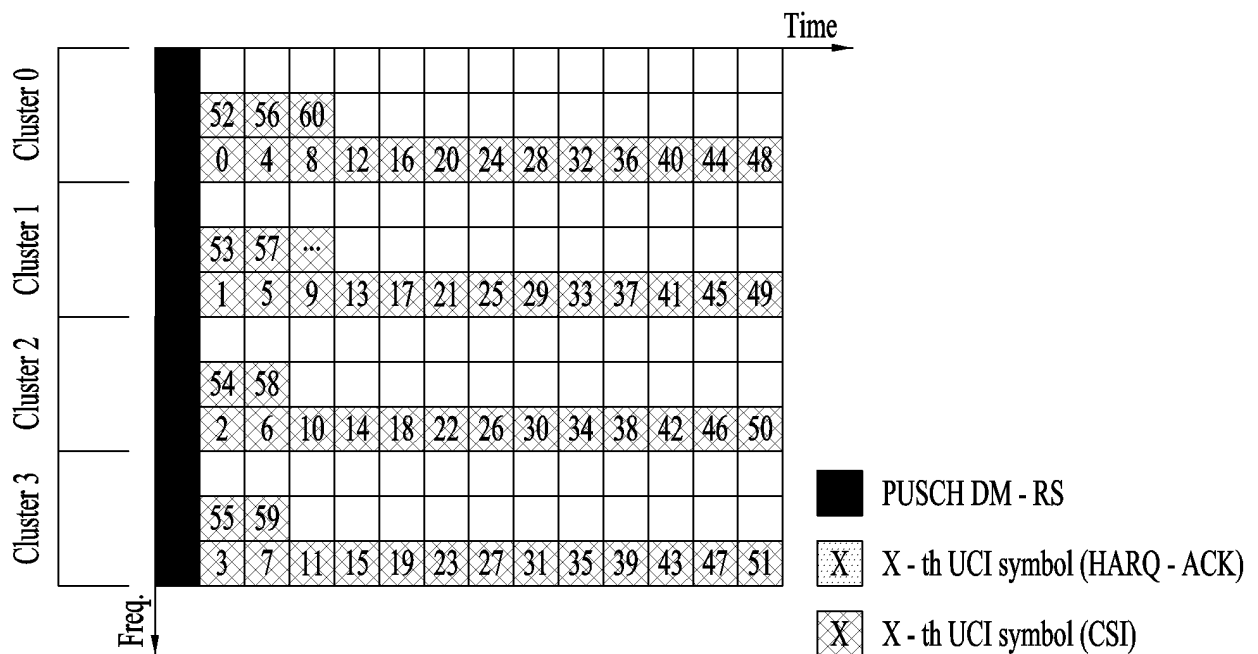 Time
Cluster 0
52 56 60
0 4 8 12 16 20 24 28 32 36 40 44 48
Cluster 1
53 57 ...
1 5 9 13 17 21 25 29 33 37 41 45 49
Cluster 2
54 58
2 6 10 14 18 22 26 30 34 38 42 46 50
Cluster 3
55 59
3 7 11 15 19 23 27 31 35 39 43 47 51
Freq.
PUSCH DM - RS
X X - th UCI symbol (HARQ - ACK)
X X - th UCI symbol (CSI)